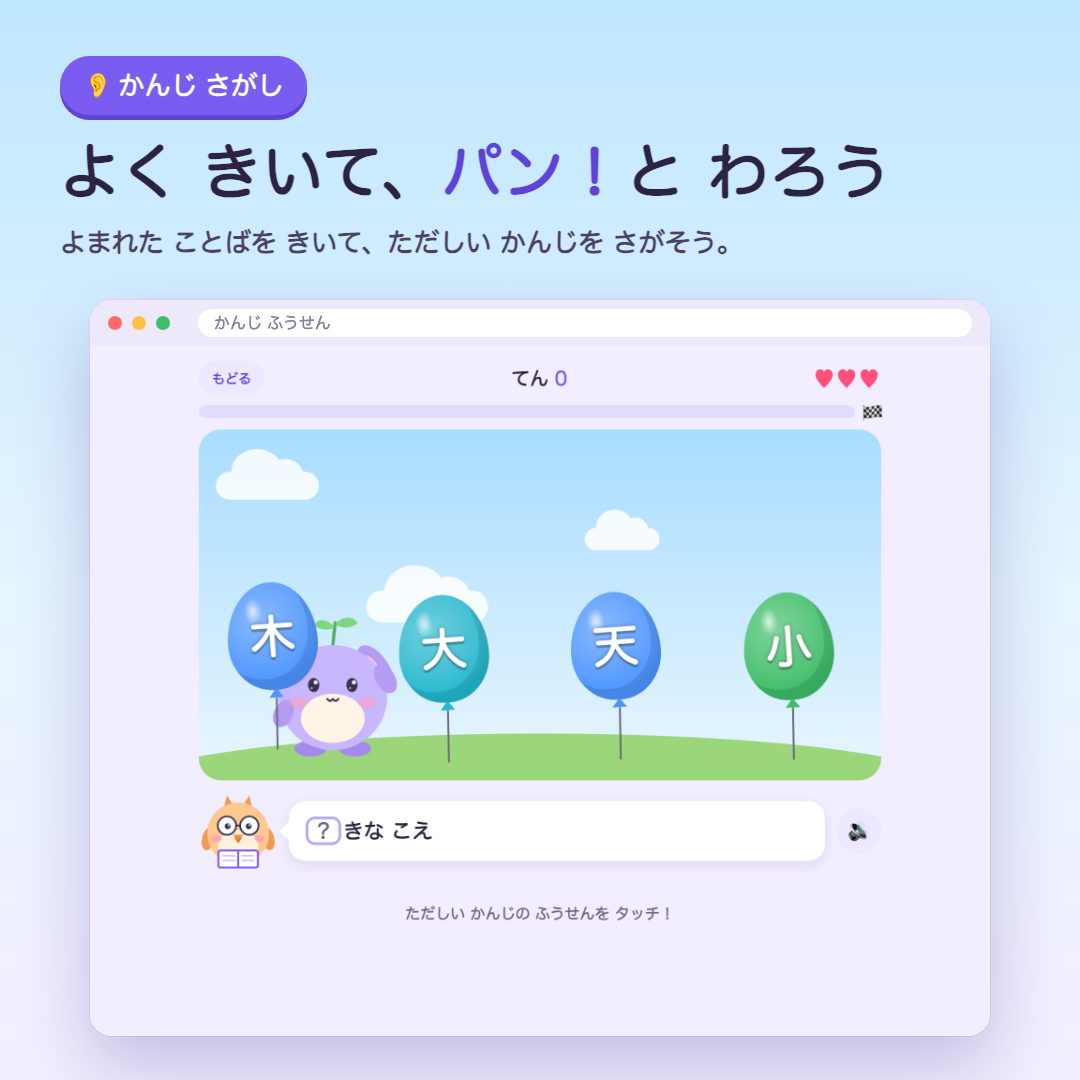 👂 かんじ さがし
よく きいて、パン！と わろう
よまれた ことばを きいて、ただしい かんじを さがそう。
かんじ ふうせん
もどる
てん 0
木
大
天
小
?きな こえ
ただしい かんじの ふうせんを タッチ！